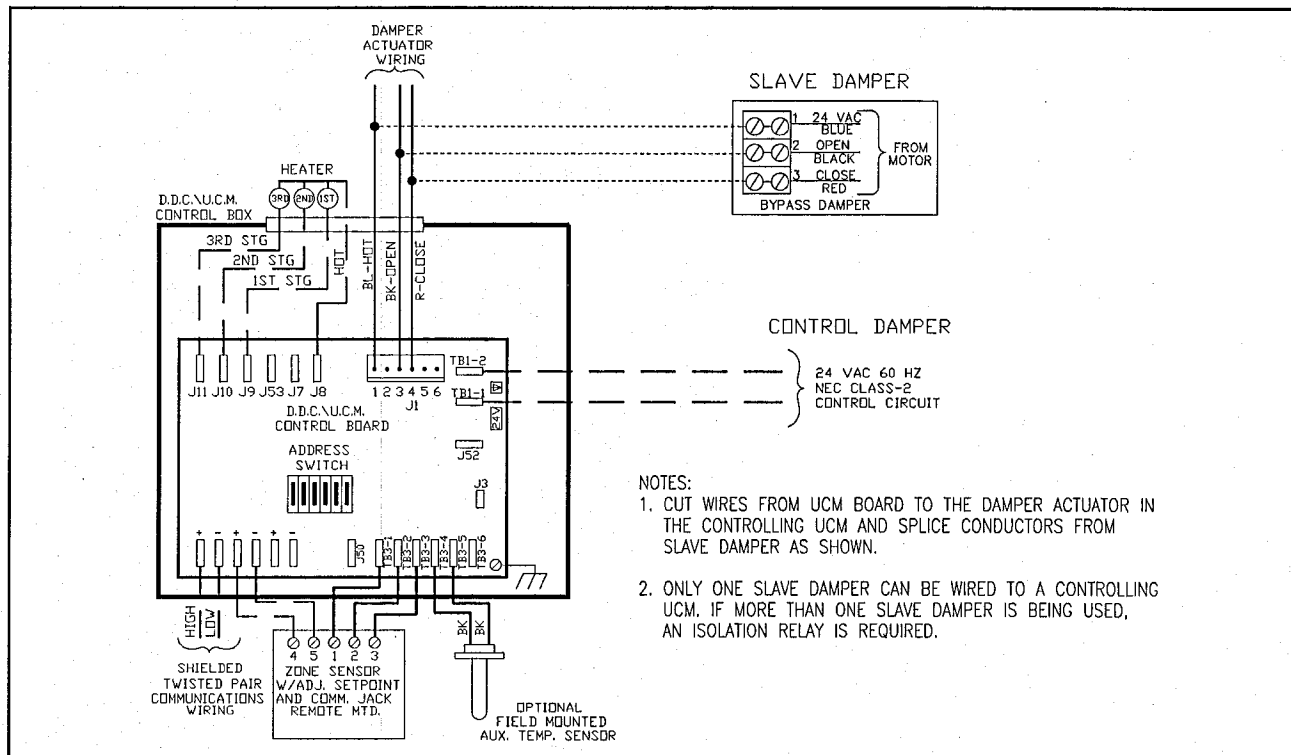 DAMPER
ACTUATOR
WIRING
SLAVE DAMPER
1 24 VAC
BLUE
2 OPEN
BLACK
3 CLOSE
RED
FROM
MOTOR
BYPASS DAMPER
HEATER
3RD 2ND 1ST
D.D.C.\U.C.M.
CONTROL BOX
3RD STG
2ND STG
1ST STG
HOT
BL-HOT
BK-OPEN
R-CLOSE
CONTROL DAMPER
24 VAC 60 HZ
NEC CLASS-2
CONTROL CIRCUIT
TB1-2
TB1-1
24V
J11 J10 J9 J53 J7 J8
1 2 3 4 5 6
J1
D.D.C.\U.C.M.
CONTROL BOARD
ADDRESS
SWITCH
J52
J3
+ - + - + -
J50
TB3-1
TB3-2
TB3-3
TB3-4
TB3-5
TB3-6
HIGH
LOW
SHIELDED
TWISTED PAIR
COMMUNICATIONS
WIRING
4 5 1 2 3
ZONE SENSOR
W/ADJ. SETPOINT
AND COMM. JACK
REMOTE MTD.
BK
BK
OPTIONAL
FIELD MOUNTED
AUX. TEMP. SENSOR
NOTES:
1. CUT WIRES FROM UCM BOARD TO THE DAMPER ACTUATOR IN
THE CONTROLLING UCM AND SPLICE CONDUCTORS FROM
SLAVE DAMPER AS SHOWN.
2. ONLY ONE SLAVE DAMPER CAN BE WIRED TO A CONTROLLING
UCM. IF MORE THAN ONE SLAVE DAMPER IS BEING USED,
AN ISOLATION RELAY IS REQUIRED.